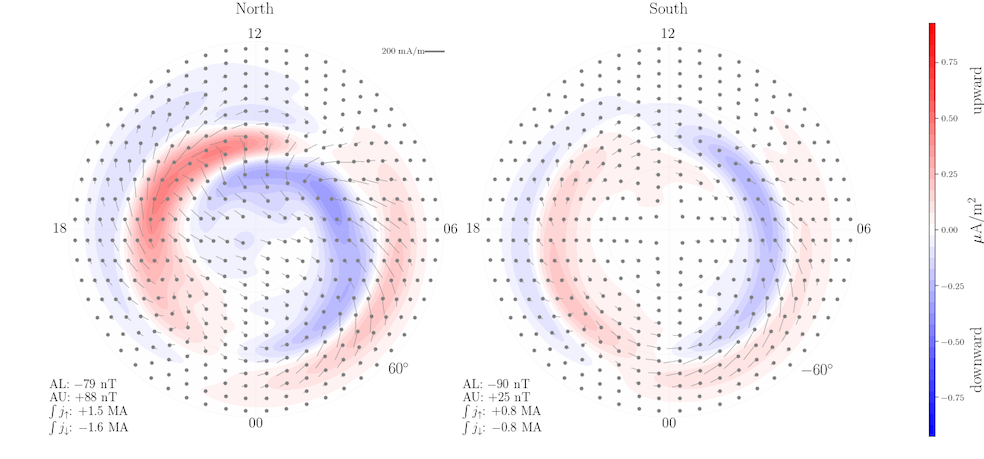 North
South
12
12
200 mA/m
18
06
18
06
60°
−60°
AL: −79 nT
AU: +88 nT
∫ j↑: +1.5 MA
∫ j↓: −1.6 MA
00
AL: −90 nT
AU: +25 nT
∫ j↑: +0.8 MA
∫ j↓: −0.8 MA
00
0.75
0.50
0.25
0.00
−0.25
−0.50
−0.75
upward
μA/m²
downward